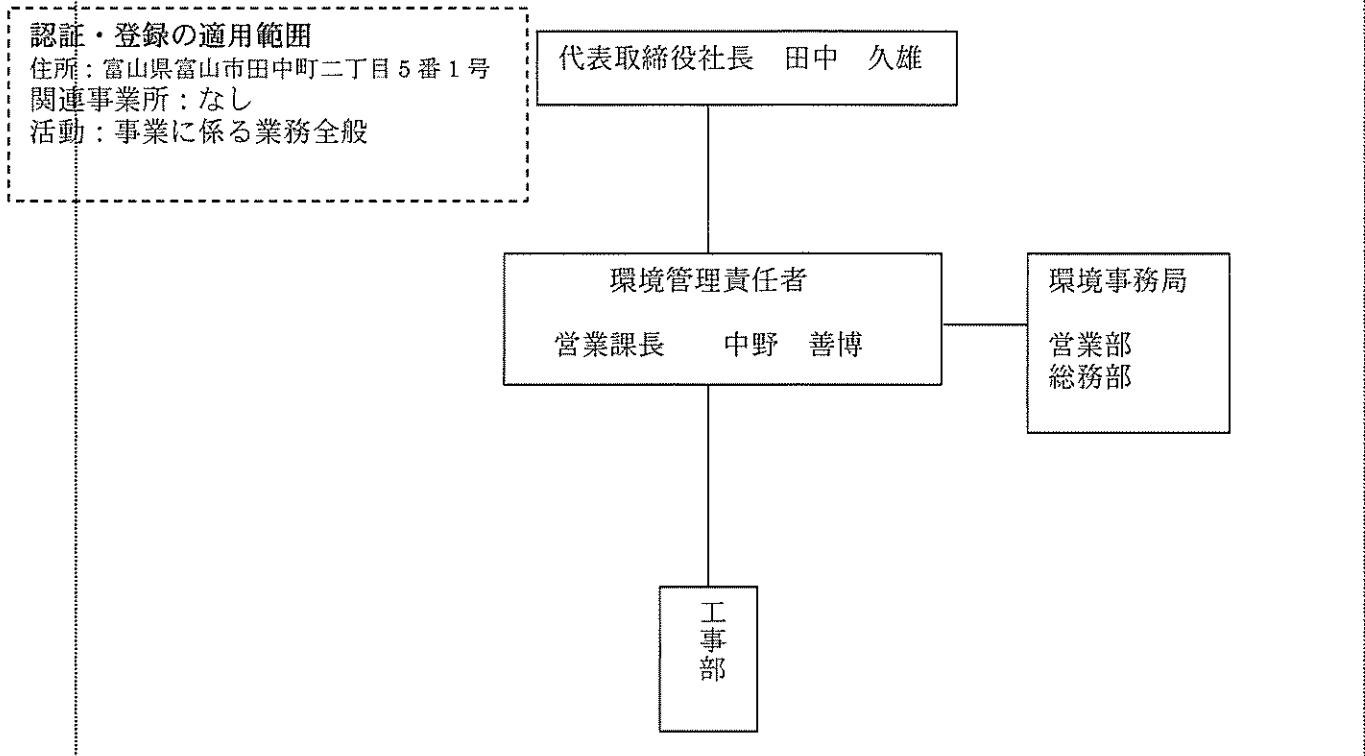 認証・登録の適用範囲
住所：富山県富山市田中町二丁目５番１号
関連事業所：なし
活動：事業に係る業務全般
代表取締役社長　田中　久雄
環境管理責任者
営業課長　　中野　善博
環境事務局
営業部
総務部
工事部